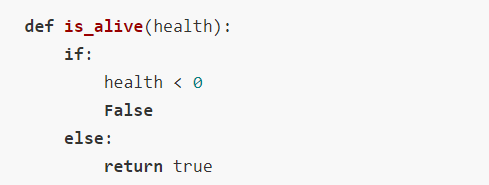 def is_alive(health):
    if:
        health < 0
        False
    else:
        return true